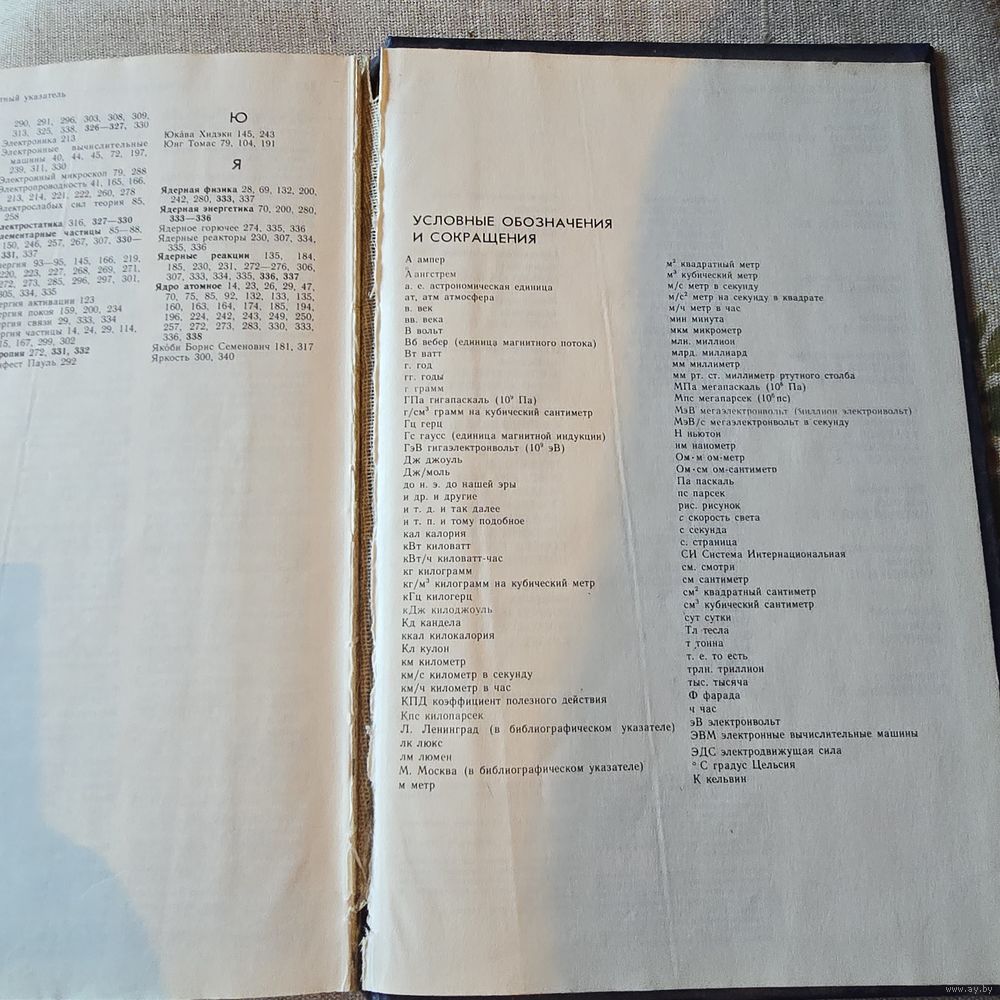 290, 291, 296, 303, 308, 309,
313, 325, 338, 326—327, 330
Электроника 213
Электронные вычислительные
машины 40, 44, 45, 72, 197,
239, 311, 330
Электронный микроскоп 79, 288
Электропроводность 41, 165, 166,
213, 214, 221, 222, 260, 278
Электрослабых сил теория 85,
258
316, 327—330
частицы 85—88,
150, 246, 257, 267, 307, 330—
331, 337
93—95, 145, 166, 219,
220, 223, 227, 268, 269, 271,
272, 273, 285, 296, 297, 301,
305, 334, 335
активации 123
покоя 159, 200, 234
связи 29, 333, 334
частицы 14, 24, 29, 114,
167, 299, 302
272, 331, 332
Пауль 292
Ю
Юка́ва Хидэки 145, 243
Юнг Томас 79, 104, 191
Я
Ядерная физика 28, 69, 132, 200,
242, 280, 333, 337
Ядерная энергетика 70, 200, 280,
333—336
Ядерное горючее 274, 335, 336
Ядерные реакторы 230, 307, 334,
335, 336
Ядерные реакции 135, 184,
185, 230, 231, 272—276, 306,
307, 333, 334, 335, 336, 337
Ядро атомное 14, 23, 26, 29, 47,
70, 75, 85, 92, 132, 133, 135,
160, 163, 164, 174, 185, 194,
196, 224, 242, 243, 249, 250,
257, 272, 273, 283, 330, 333,
336, 338
Яко́би Борис Семенович 181, 317
Яркость 300, 340
УСЛОВНЫЕ ОБОЗНАЧЕНИЯ
И СОКРАЩЕНИЯ
А ампер
Å ангстрем
а. е. астрономическая единица
ат, атм атмосфера
в. век
вв. века
В вольт
Вб вебер (единица магнитного потока)
Вт ватт
г. год
гг. годы
г грамм
ГПа гигапаскаль (10⁹ Па)
г/см³ грамм на кубический сантиметр
Гц герц
Гс гаусс (единица магнитной индукции)
ГэВ гигаэлектронвольт (10⁹ эВ)
Дж джоуль
Дж/моль
до н. э. до нашей эры
и др. и другие
и т. д. и так далее
и т. п. и тому подобное
кал калория
кВт киловатт
кВт/ч киловатт-час
кг килограмм
кг/м³ килограмм на кубический метр
кГц килогерц
кДж килоджоуль
Кд кандела
ккал килокалория
Кл кулон
км километр
км/с километр в секунду
км/ч километр в час
КПД коэффициент полезного действия
Кпс килопарсек
Л. Ленинград (в библиографическом указателе)
лк люкс
лм люмен
М. Москва (в библиографическом указателе)
м метр
м² квадратный метр
м³ кубический метр
м/с метр в секунду
м/с² метр на секунду в квадрате
м/ч метр в час
мин минута
мкм микрометр
млн. миллион
млрд. миллиард
мм миллиметр
мм рт. ст. миллиметр ртутного столба
МПа мегапаскаль (10⁶ Па)
Мпс мегапарсек (10⁶пс)
МэВ мегаэлектронвольт (миллион электронвольт)
МэВ/с мегаэлектронвольт в секунду
Н ньютон
нм нанометр
Ом·м ом-метр
Ом·см ом-сантиметр
Па паскаль
пс парсек
рис. рисунок
с скорость света
с секунда
с. страница
СИ Система Интернациональная
см. смотри
см сантиметр
см² квадратный сантиметр
см³ кубический сантиметр
сут сутки
Тл тесла
т тонна
т. е. то есть
трлн. триллион
тыс. тысяча
Ф фарада
ч час
эВ электронвольт
ЭВМ электронные вычислительные машины
ЭДС электродвижущая сила
°С градус Цельсия
К кельвин
www.ay.by